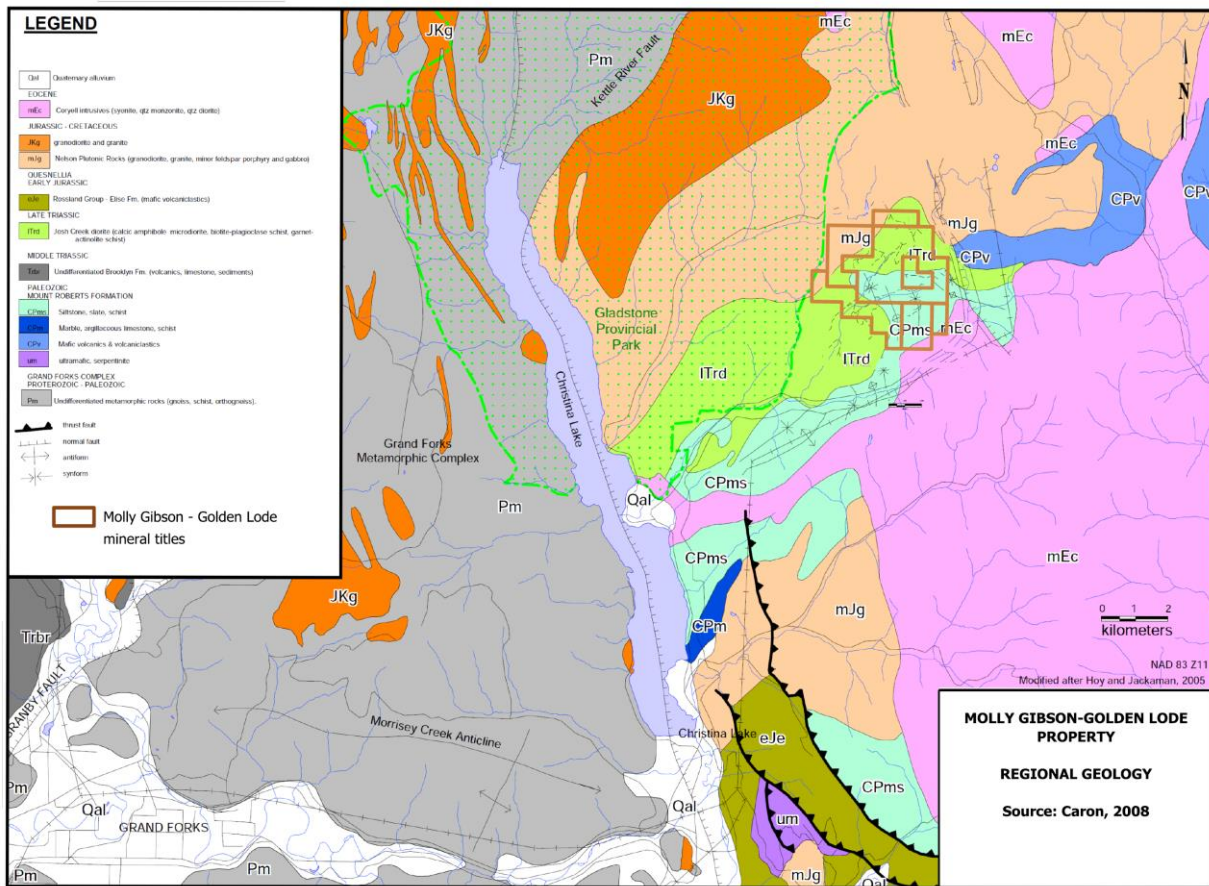 LEGEND
Qal Quaternary alluvium
EOCENE
mEc Coryell intrusives (syenite, qtz monzonite, qtz diorite)
JURASSIC - CRETACEOUS
JKg granodiorite and granite
mJg Nelson Plutonic Rocks (granodiorite, granite, minor feldspar porphyry and gabbro)
QUESNELLIA
EARLY JURASSIC
eJe Rossland Group - Elise Fm. (mafic volcaniclastics)
LATE TRIASSIC
lTrd Josh Creek diorite (calcic amphibole microdiorite, biotite-plagioclase schist, garnet-
actinolite schist)
MIDDLE TRIASSIC
Trbr Undifferentiated Brooklyn Fm. (volcanics, limestone, sediments)
PALEOZOIC
MOUNT ROBERTS FORMATION
CPms Siltstone, slate, schist
CPm Marble, argillaceous limestone, schist
CPv Mafic volcanics & volcaniclastics
um ultramafic, serpentinite
GRAND FORKS COMPLEX
PROTEROZOIC - PALEOZOIC
Pm Undifferentiated metamorphic rocks (gneiss, schist, orthogneiss).
thrust fault
normal fault
antiform
synform
Molly Gibson - Golden Lode
mineral titles
JKg
Pm
Kettle River Fault
JKg
mEc
mEc
N
mEc
CPv
CPv
mJg
lTrd
mJg
CPv
Gladstone
Provincial
Park
CPms
mEc
lTrd
lTrd
Christina Lake
Grand Forks
Metamorphic Complex
Pm
Qal
CPms
CPms
mEc
JKg
CPm
mJg
0 1 2
kilometers
NAD 83 Z11
Modified after Hoy and Jackaman, 2005
Trbr
GRANBY FAULT
Morrisey Creek Anticline
Christina Lake
eJe
CPms
Pm
Qal
GRAND FORKS
Qal
um
Pm
Pm
mJg
Qal
MOLLY GIBSON-GOLDEN LODE
PROPERTY
REGIONAL GEOLOGY
Source: Caron, 2008